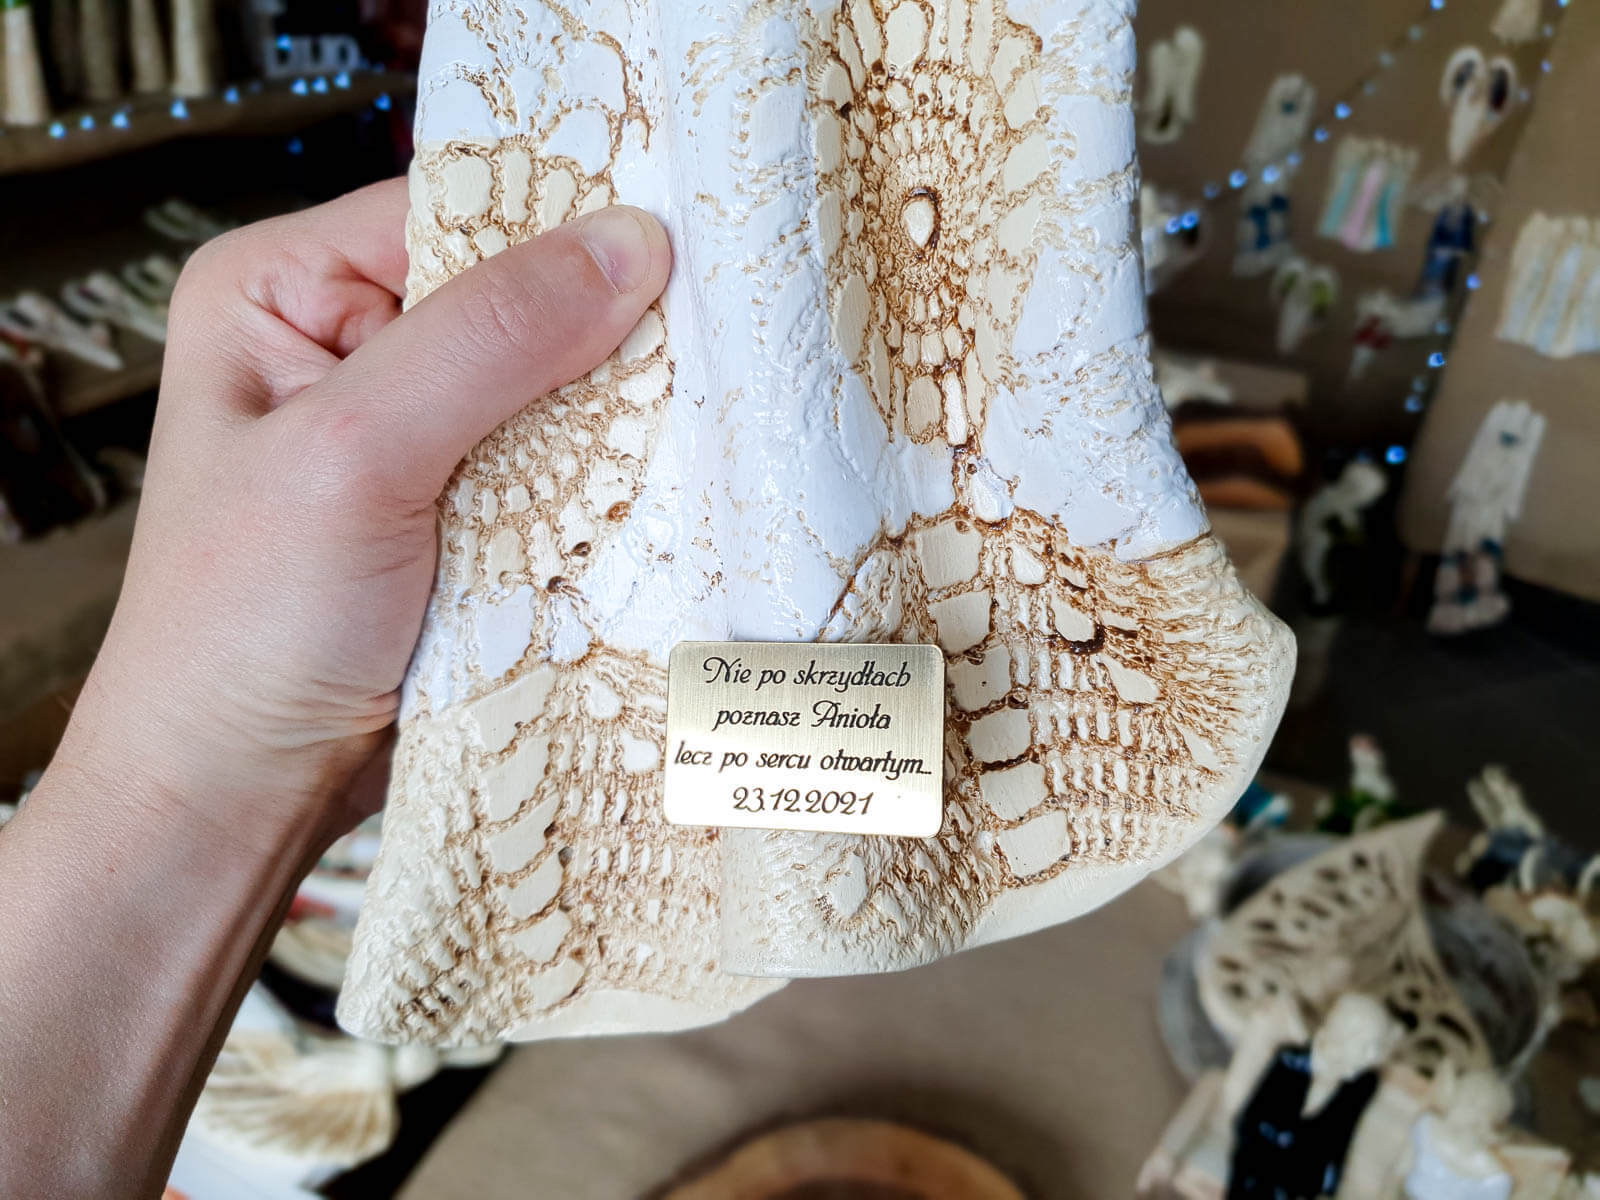 Nie po skrzydłach
poznasz Anioła
lecz po sercu otwartym...
23.12.2021